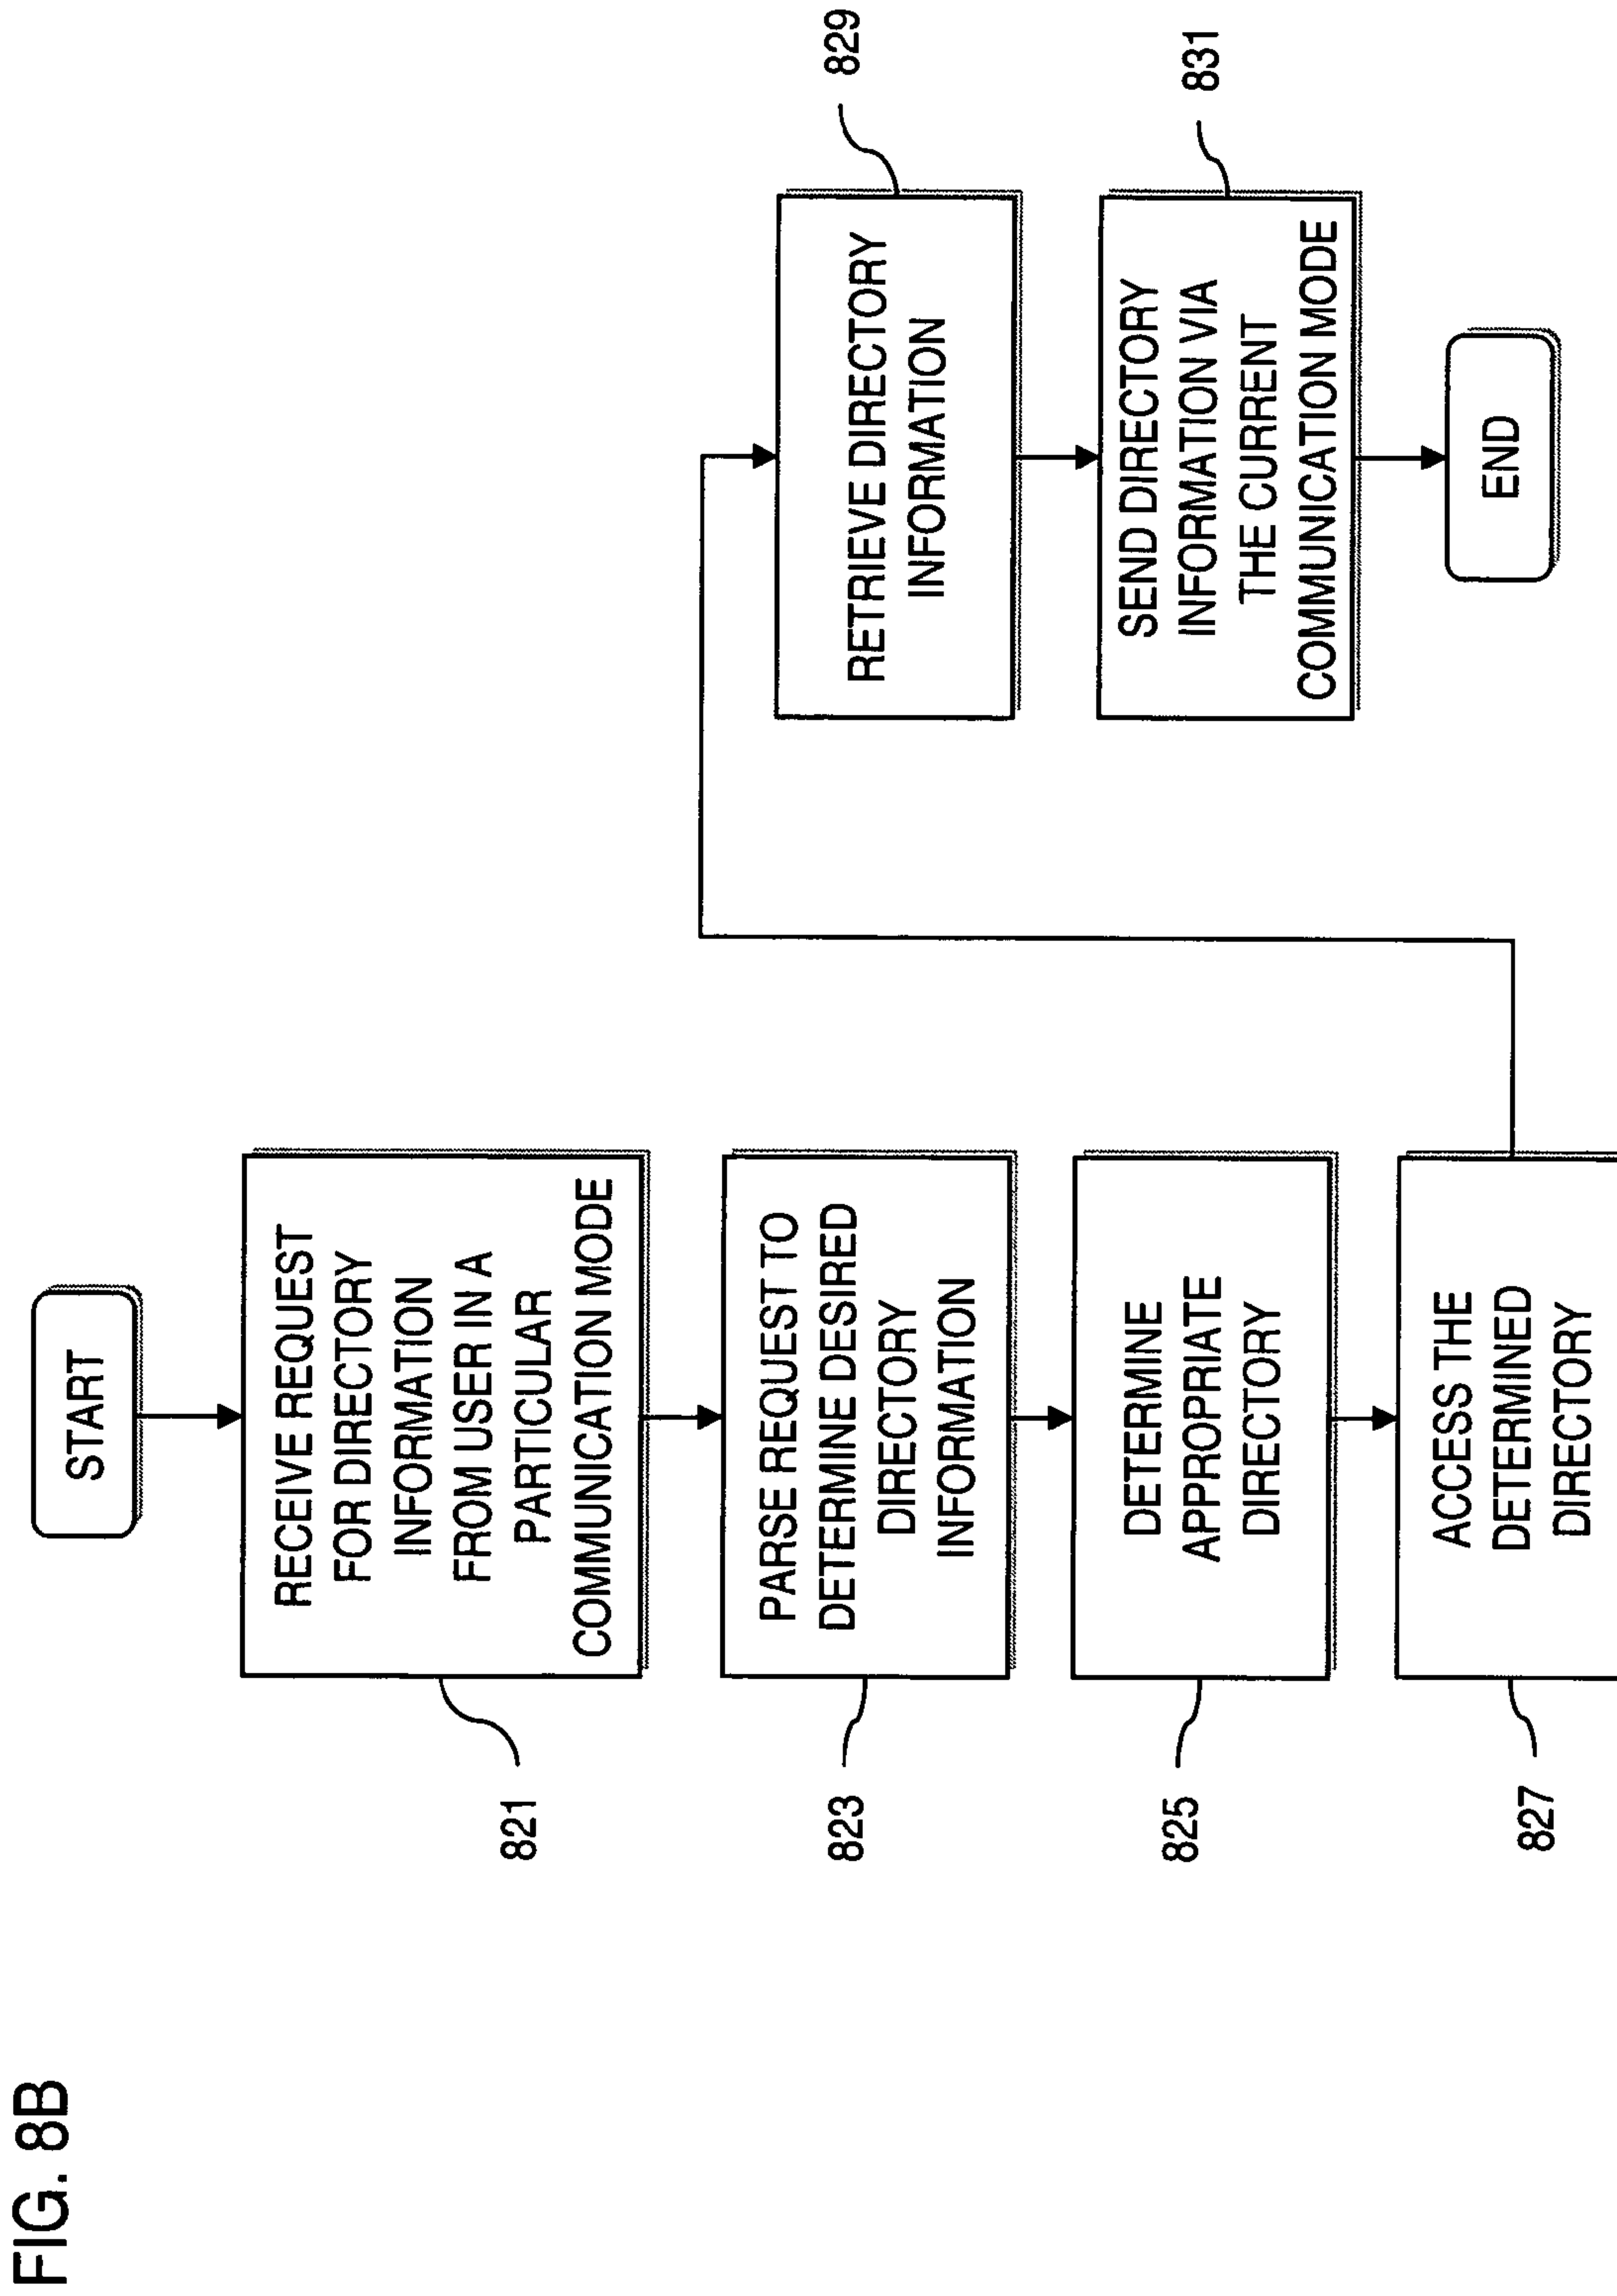 FIG. 8B
START
RECEIVE REQUEST
FOR DIRECTORY
INFORMATION
FROM USER IN A
PARTICULAR
COMMUNICATION MODE
821
PARSE REQUEST TO
DETERMINE DESIRED
DIRECTORY
INFORMATION
823
DETERMINE
APPROPRIATE
DIRECTORY
825
ACCESS THE
DETERMINED
DIRECTORY
827
RETRIEVE DIRECTORY
INFORMATION
829
SEND DIRECTORY
INFORMATION VIA
THE CURRENT
COMMUNICATION MODE
831
END